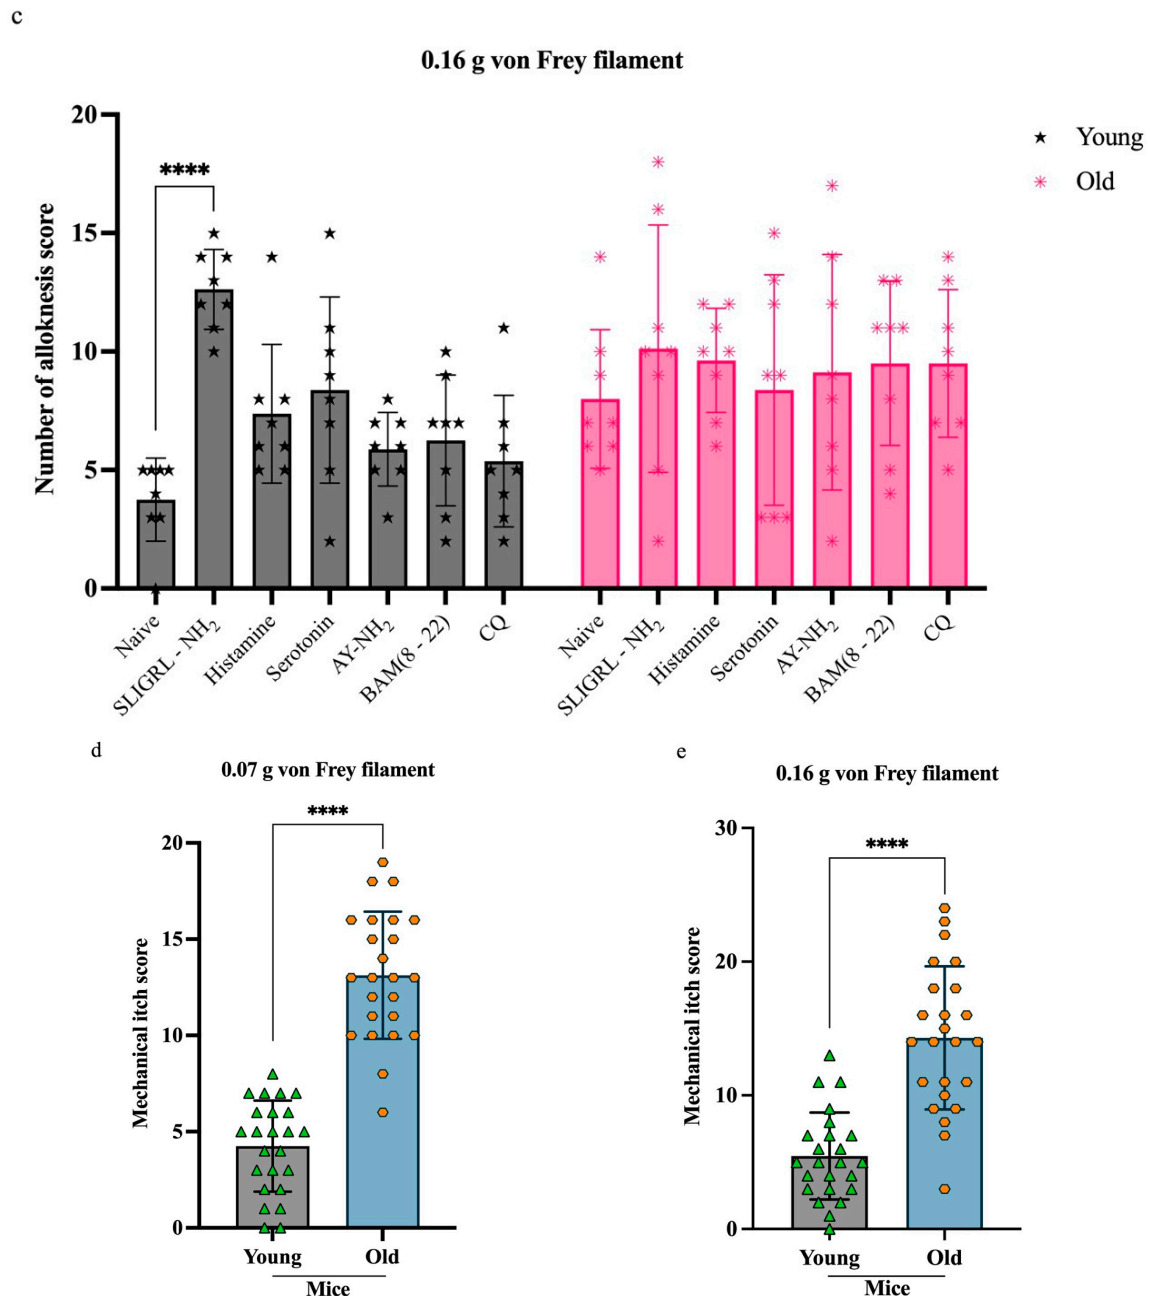 c
0.16 g von Frey filament
Number of alloknesis score
20
15
10
5
0
****
Young
Old
Naive
SLIGRL - NH₂
Histamine
Serotonin
AY-NH₂
BAM(8 - 22)
CQ
Naive
SLIGRL - NH₂
Histamine
Serotonin
AY-NH₂
BAM(8 - 22)
CQ
d
0.07 g von Frey filament
Mechanical itch score
20
15
10
5
0
****
Young
Old
Mice
e
0.16 g von Frey filament
Mechanical itch score
30
20
10
0
****
Young
Old
Mice